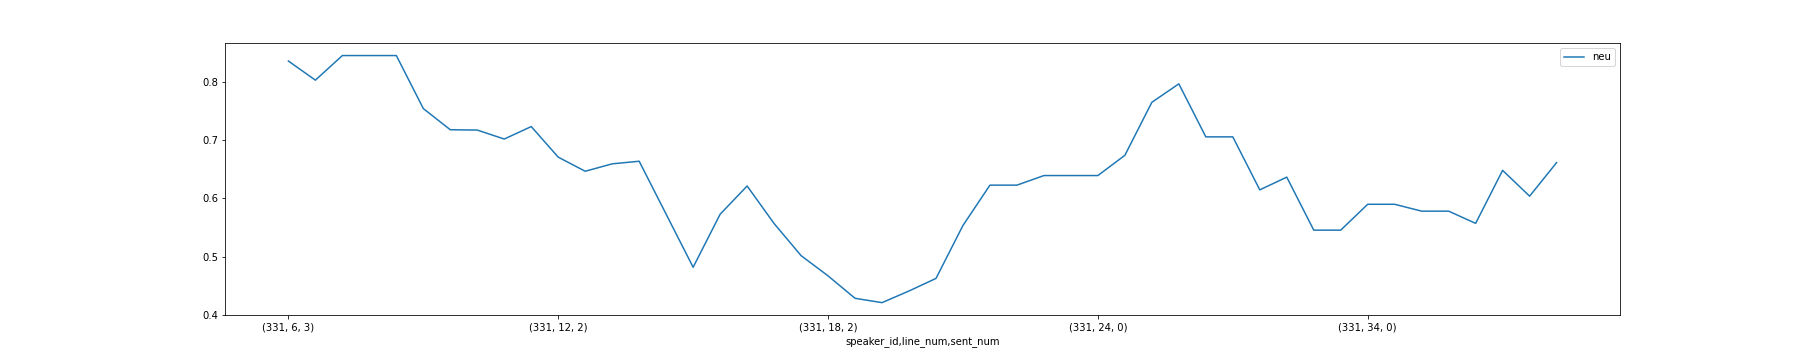 neu
0.8
0.7
0.6
0.5
0.4
(331, 6, 3) (331, 12, 2) (331, 18, 2) (331, 24, 0) (331, 34, 0)
speaker_id,line_num,sent_num